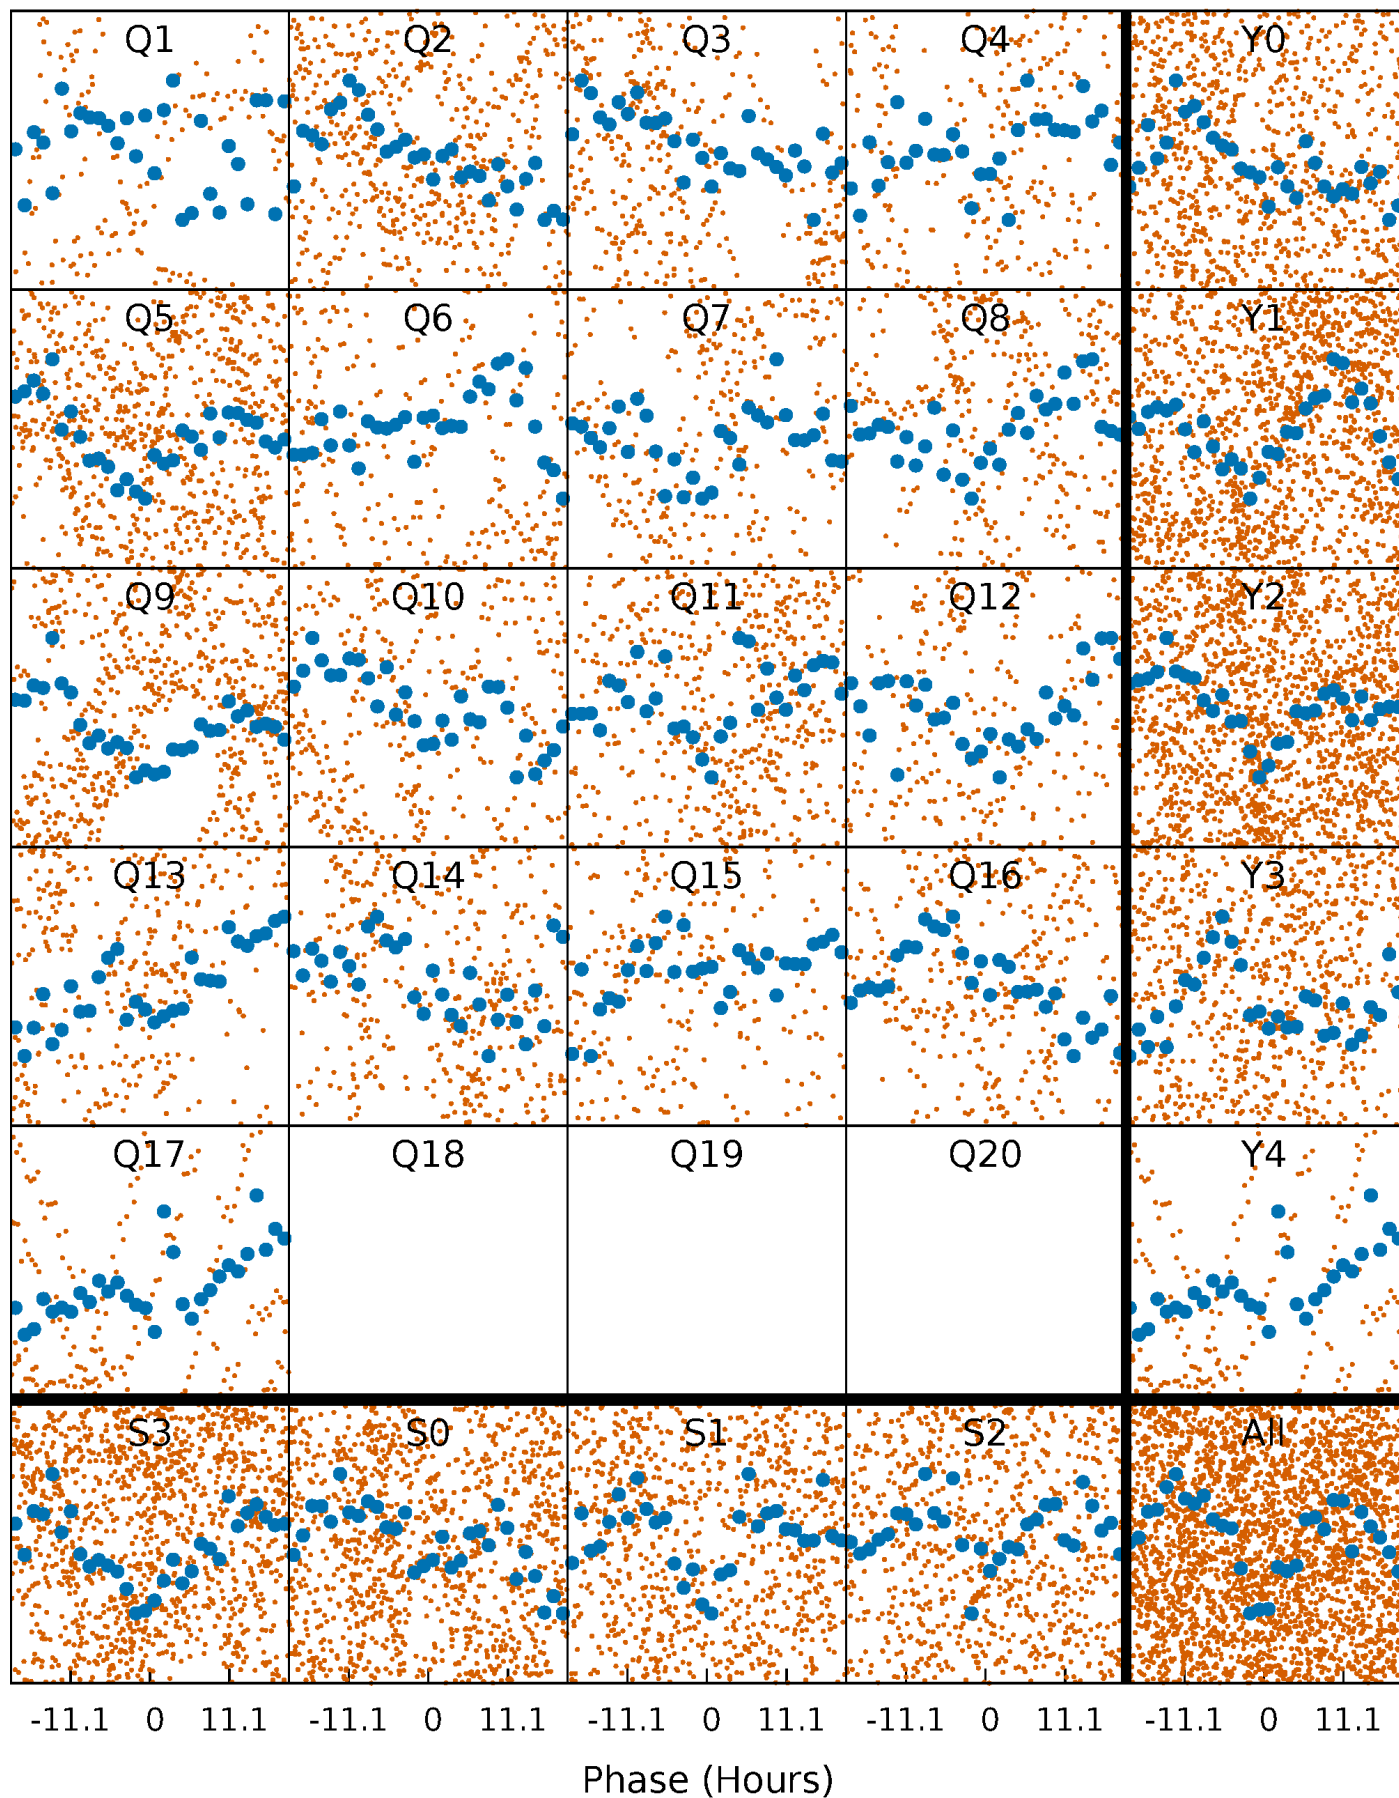 Q1 Q2 Q3 Q4 Y0
Q5 Q6 Q7 Q8 Y1
Q9 Q10 Q11 Q12 Y2
Q13 Q14 Q15 Q16 Y3
Q17 Q18 Q19 Q20 Y4
S3 S0 S1 S2 All
-11.1 0 11.1 -11.1 0 11.1 -11.1 0 11.1 -11.1 0 11.1 -11.1 0 11.1
Phase (Hours)